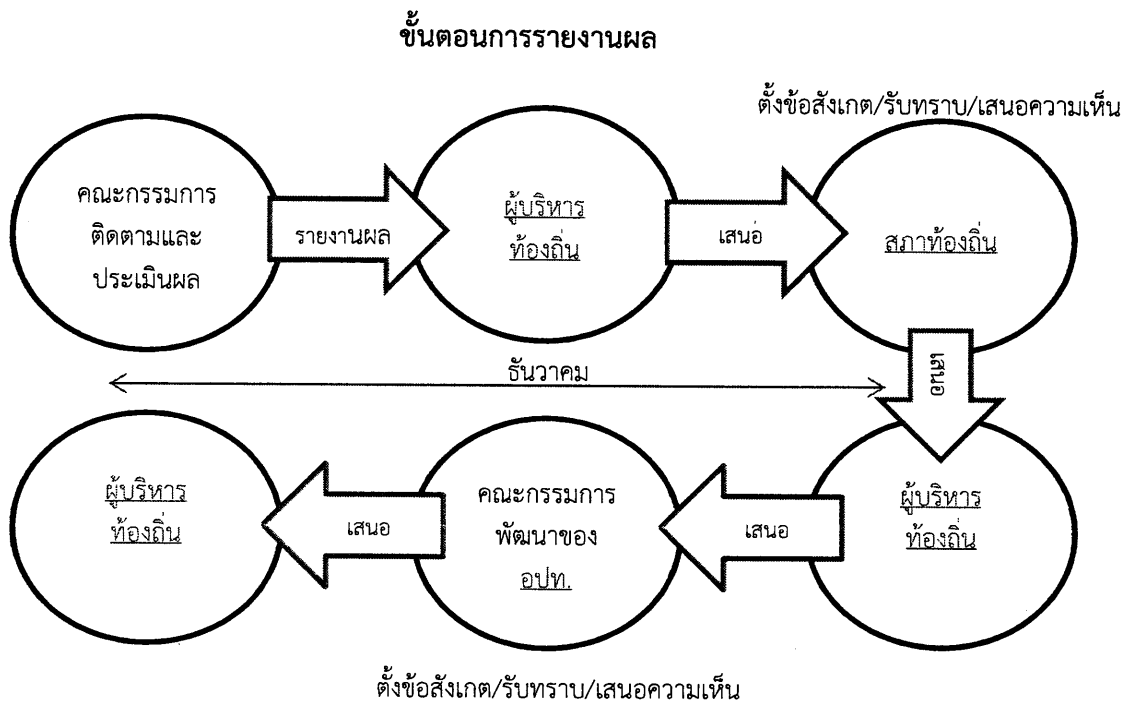 ขั้นตอนการรายงานผล
ตั้งข้อสังเกต/รับทราบ/เสนอความเห็น
คณะกรรมการ
ติดตามและ
ประเมินผล
รายงานผล
ผู้บริหาร
ท้องถิ่น
เสนอ
สภาท้องถิ่น
เสนอ
ธันวาคม
ผู้บริหาร
ท้องถิ่น
เสนอ
คณะกรรมการ
พัฒนาของ
อปท.
เสนอ
ผู้บริหาร
ท้องถิ่น
ตั้งข้อสังเกต/รับทราบ/เสนอความเห็น